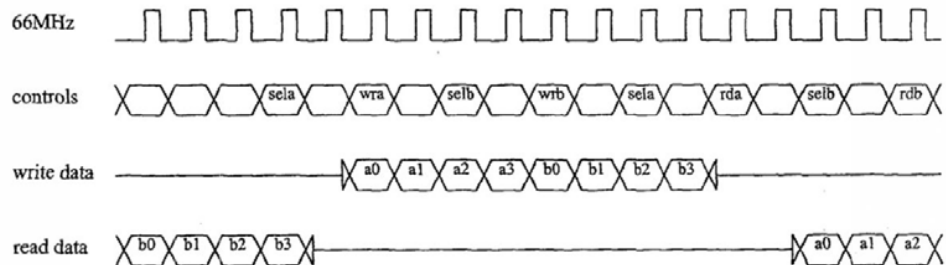 66MHz
controls sela wra selb wrb sela rda selb rdb
write data a0 a1 a2 a3 b0 b1 b2 b3
read data b0 b1 b2 b3 a0 a1 a2